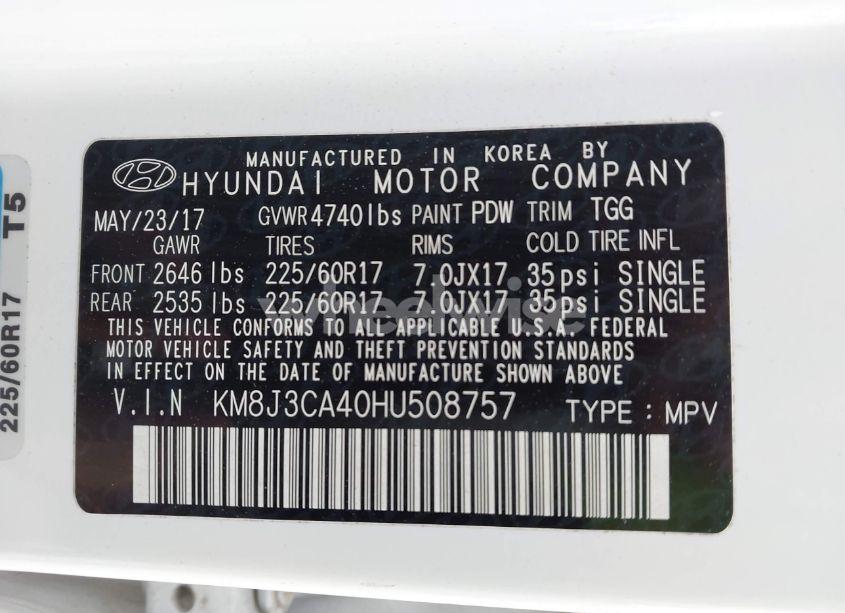 MANUFACTURED IN KOREA BY
HYUNDAI MOTOR COMPANY
MAY/23/17 GVWR 4740 lbs PAINT PDW TRIM TGG
GAWR TIRES RIMS COLD TIRE INFL
FRONT 2646 lbs 225/60R17 7.0JX17 35psi SINGLE
REAR 2535 lbs 225/60R17 7.0JX17 35psi SINGLE
THIS VEHICLE CONFORMS TO ALL APPLICABLE U.S.A. FEDERAL
MOTOR VEHICLE SAFETY AND THEFT PREVENTION STANDARDS
IN EFFECT ON THE DATE OF MANUFACTURE SHOWN ABOVE
V.I.N KM8J3CA40HU508757 TYPE : MPV
225/60R17 T5